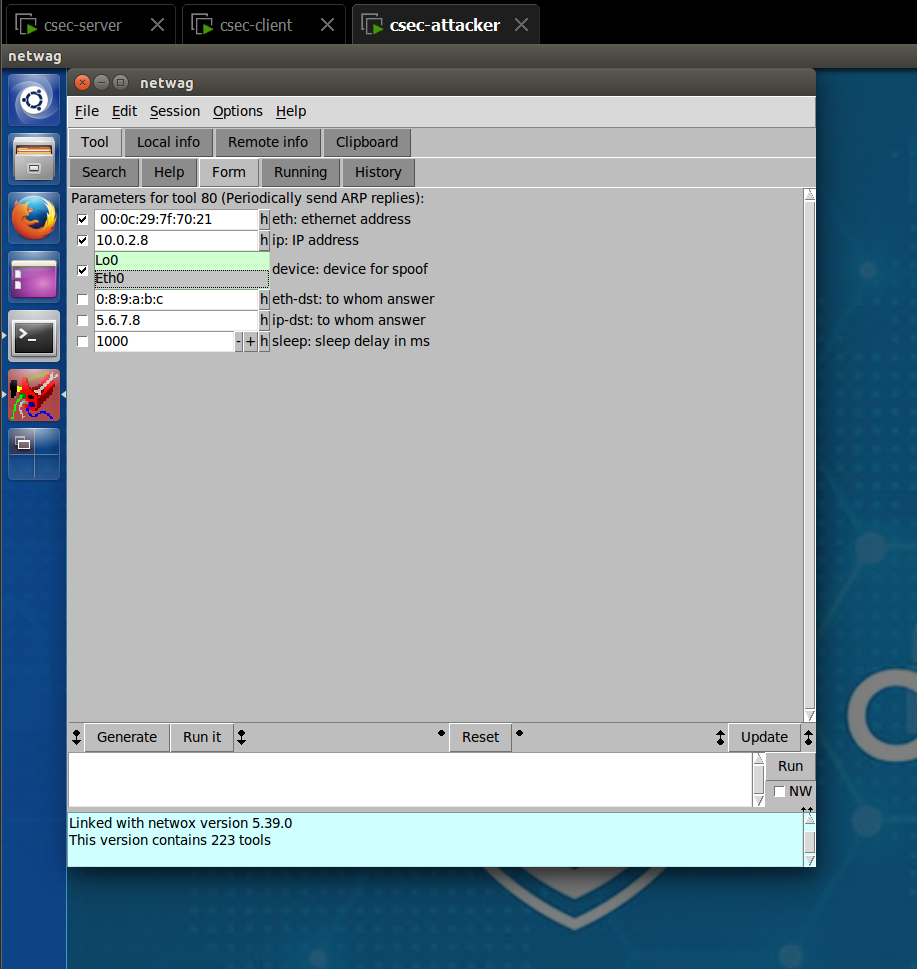 csec-server csec-client csec-attacker
netwag
netwag
File Edit Session Options Help
Tool Local info Remote info Clipboard
Search Help Form Running History
Parameters for tool 80 (Periodically send ARP replies):
00:0c:29:7f:70:21 h eth: ethernet address
10.0.2.8 h ip: IP address
Lo0
Eth0
device: device for spoof
0:8:9:a:b:c h eth-dst: to whom answer
5.6.7.8 h ip-dst: to whom answer
1000 - + h sleep: sleep delay in ms
Generate Run it Reset Update
Run
NW
Linked with netwox version 5.39.0
This version contains 223 tools